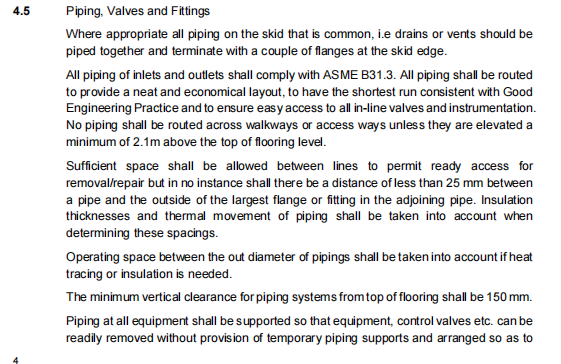 4.5 Piping, Valves and Fittings
Where appropriate all piping on the skid that is common, i.e drains or vents should be
piped together and terminate with a couple of flanges at the skid edge.
All piping of inlets and outlets shall comply with ASME B31.3. All piping shall be routed
to provide a neat and economical layout, to have the shortest run consistent with Good
Engineering Practice and to ensure easy access to all in-line valves and instrumentation.
No piping shall be routed across walkways or access ways unless they are elevated a
minimum of 2.1m above the top of flooring level.
Sufficient space shall be allowed between lines to permit ready access for
removal/repair but in no instance shall there be a distance of less than 25 mm between
a pipe and the outside of the largest flange or fitting in the adjoining pipe. Insulation
thicknesses and thermal movement of piping shall be taken into account when
determining these spacings.
Operating space between the out diameter of pipings shall be taken into account if heat
tracing or insulation is needed.
The minimum vertical clearance for piping systems from top of flooring shall be 150 mm.
Piping at all equipment shall be supported so that equipment, control valves etc. can be
readily removed without provision of temporary piping supports and arranged so as to
4